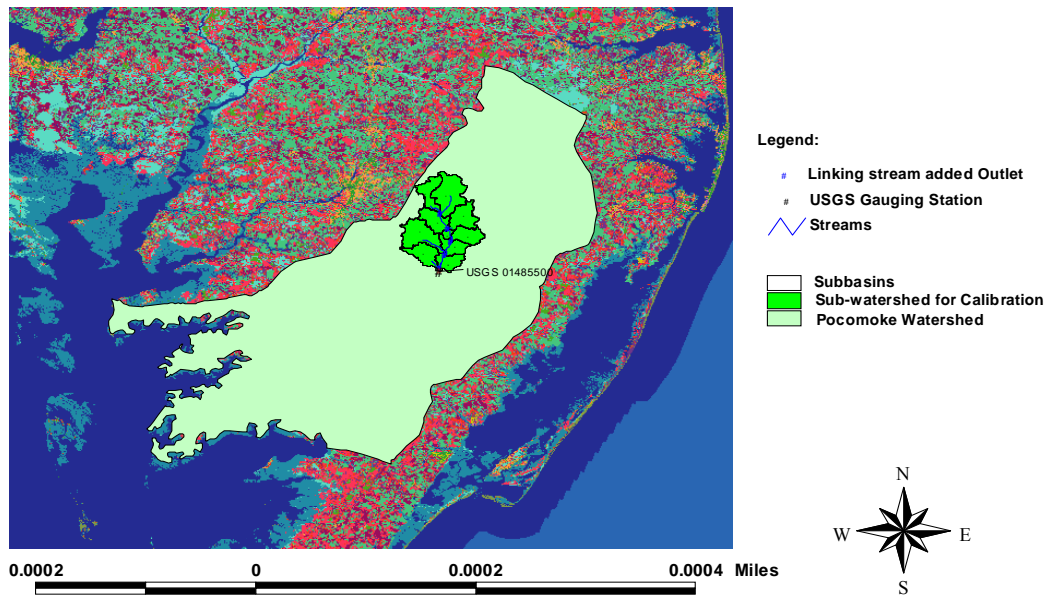 USGS 01485500
#
Legend:
# Linking stream added Outlet
# USGS Gauging Station
Streams
Subbasins
Sub-watershed for Calibration
Pocomoke Watershed
N
W E
S
0.0002 0 0.0002 0.0004 Miles